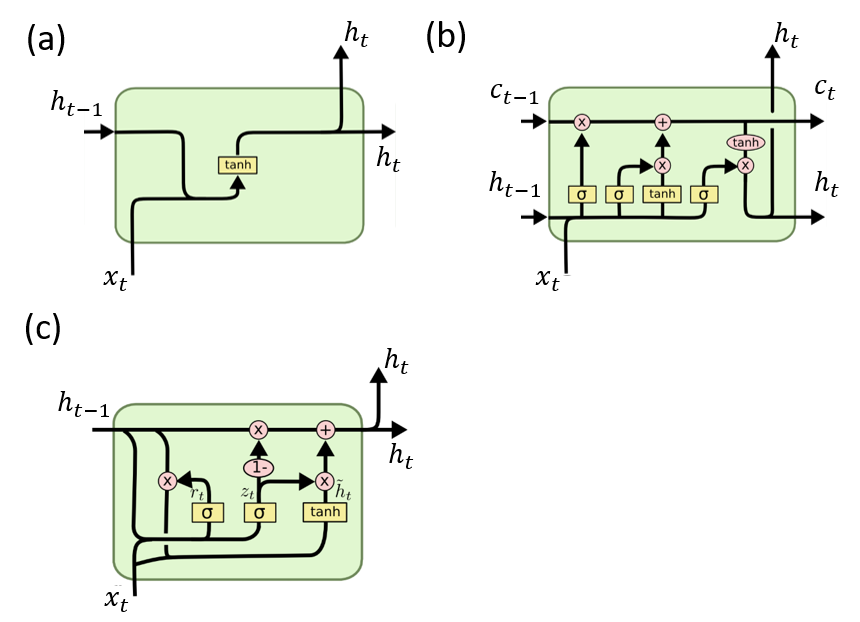 (a)
h_t
h_{t-1}
tanh
h_t
x_t
(b)
h_t
c_{t-1}
c_t
x
+
tanh
x
x
h_{t-1}
σ
σ
tanh
σ
h_t
x_t
(c)
h_t
h_{t-1}
x
+
h_t
1-
x
r_t
z_t
x
h̃_t
σ
σ
tanh
x_t